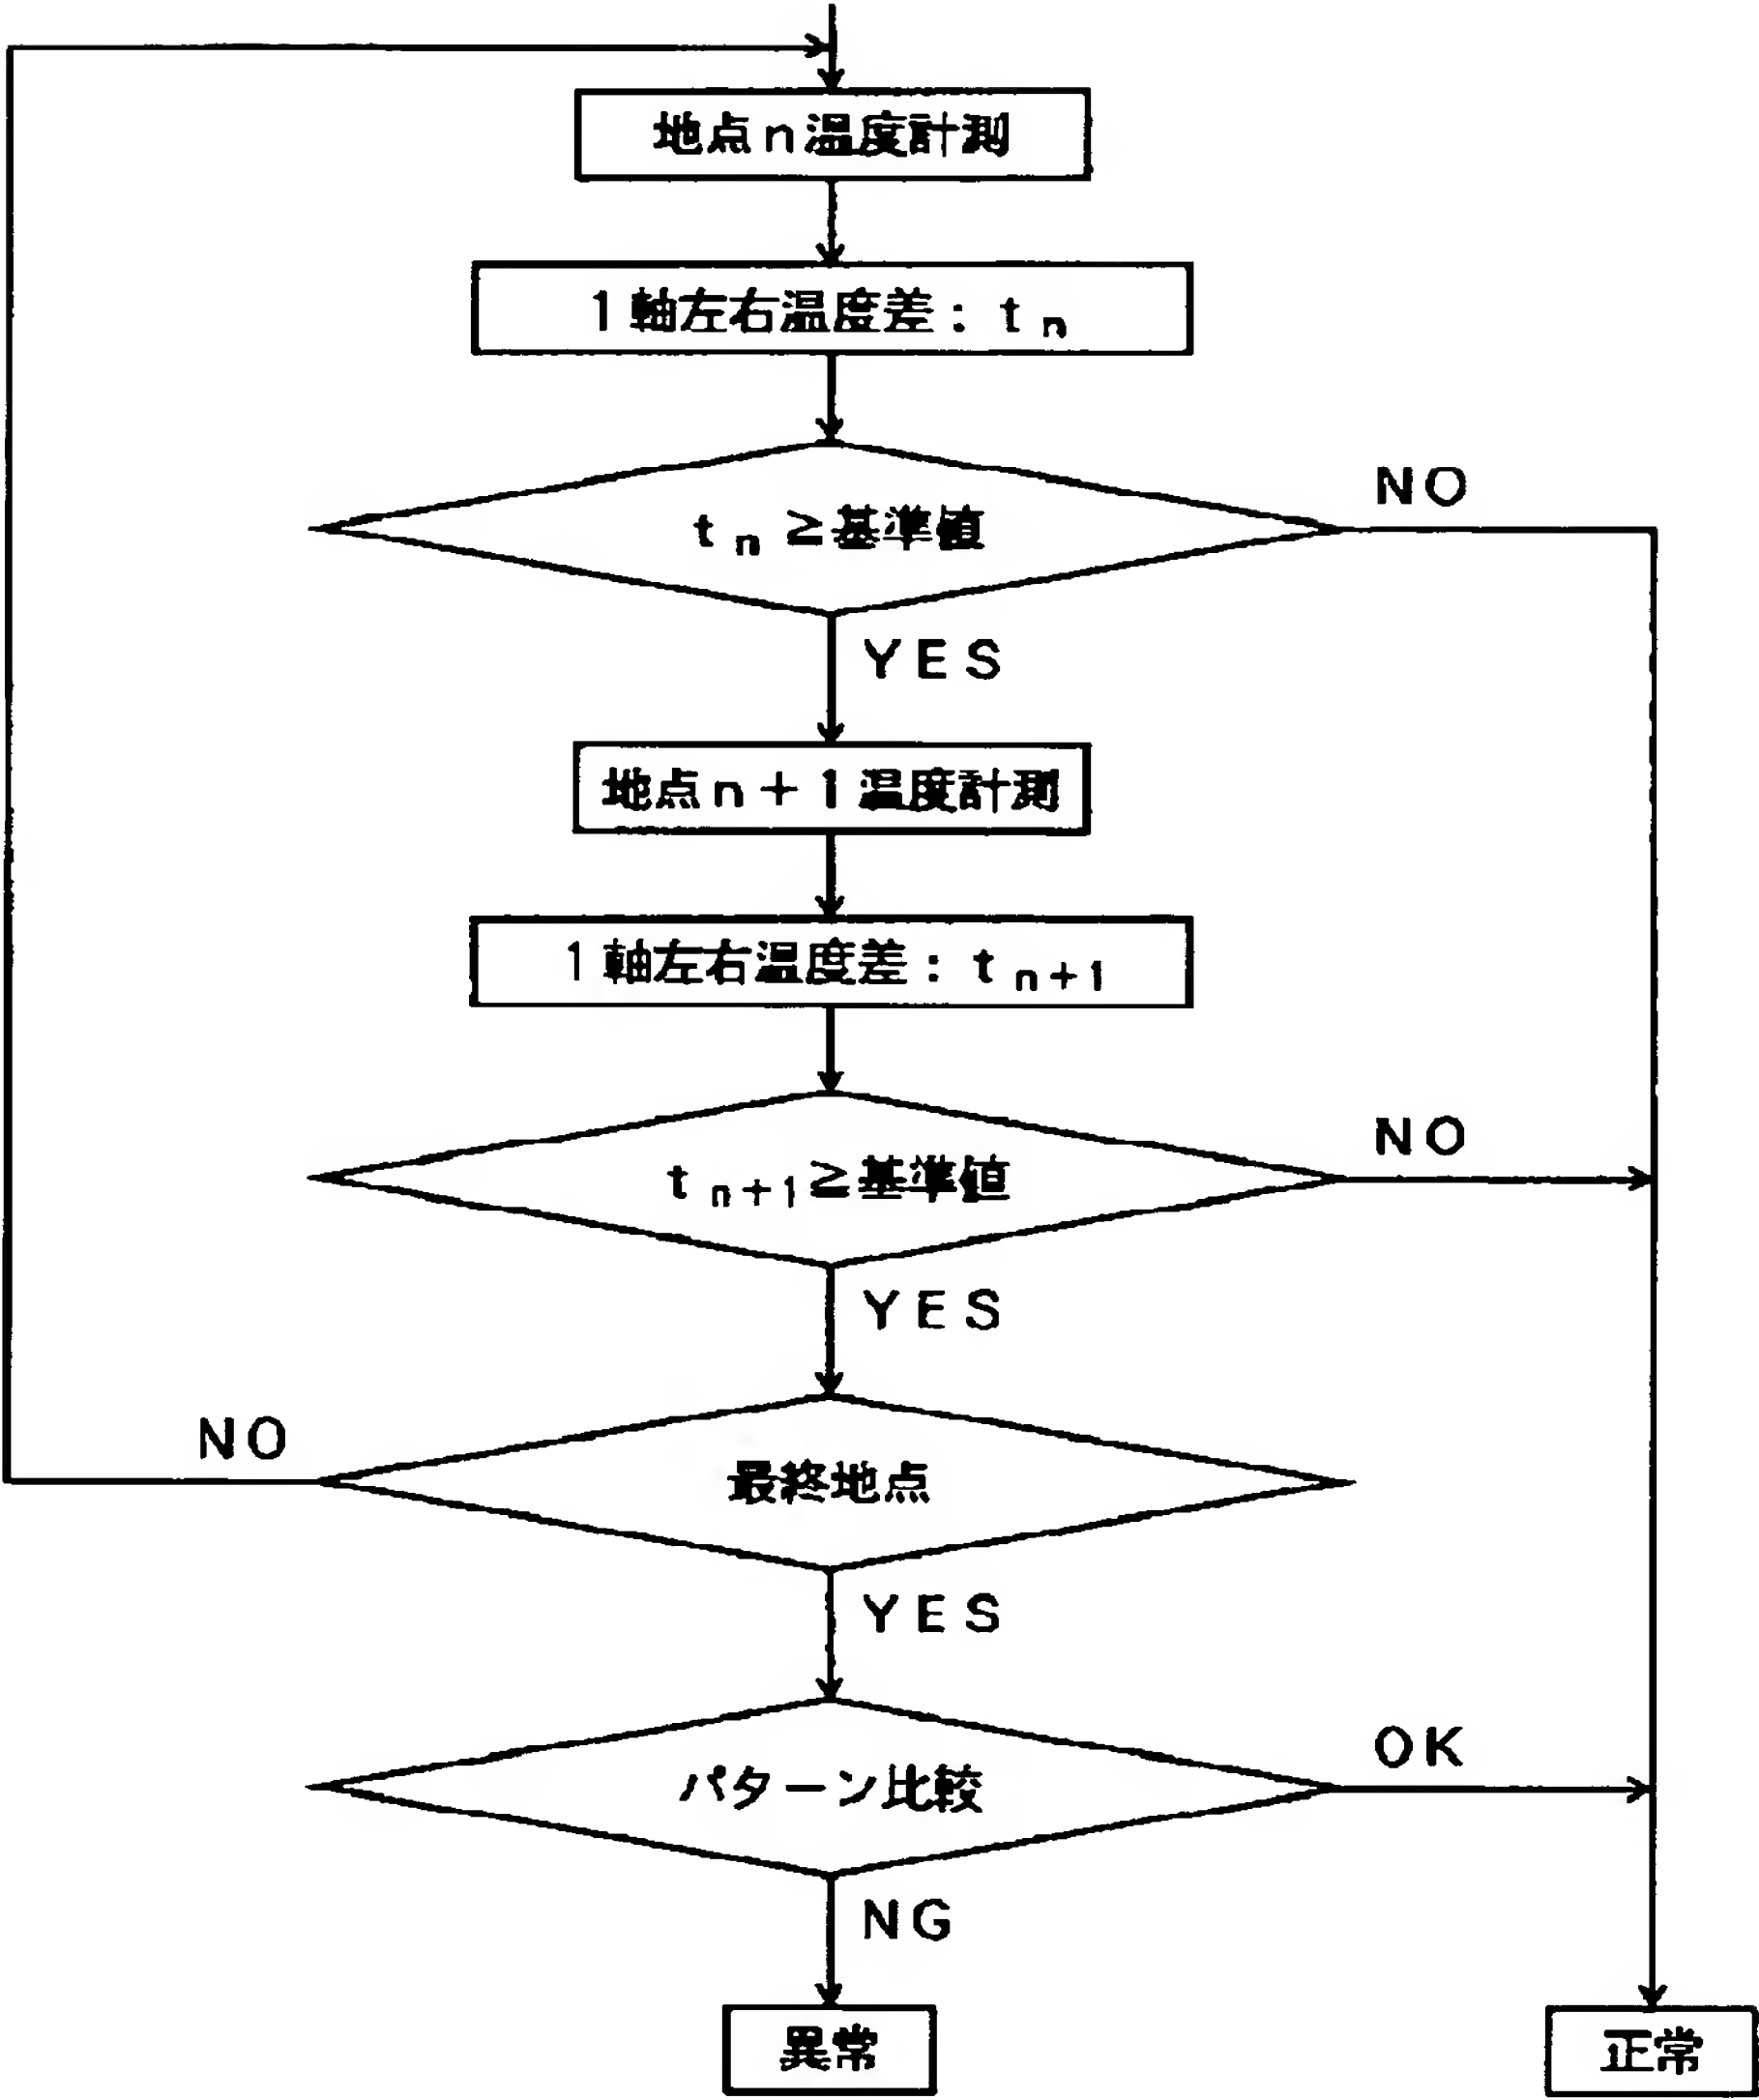 地点n温度計測
1軸左右温度差：tn
NO
tn≧基準値
YES
地点n＋1温度計測
1軸左右温度差：tn+1
NO
tn+1≧基準値
YES
NO
最終地点
YES
OK
パターン比較
NG
異常
正常